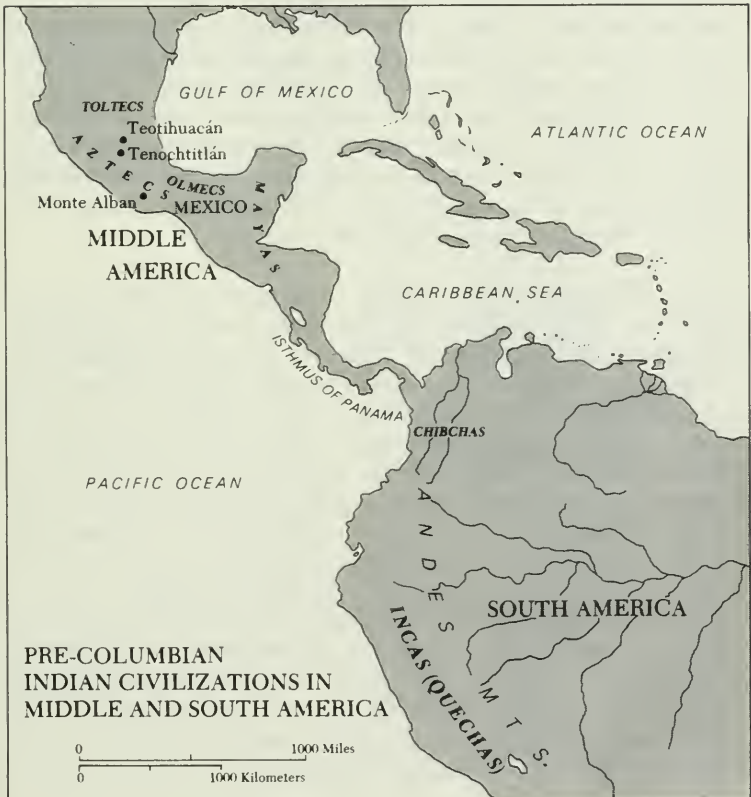 GULF OF MEXICO
TOLTECS
Teotihuacán
Tenochtitlán
ATLANTIC OCEAN
AZTECS
OLMECS
MAYAS
Monte Alban
MEXICO
MIDDLE
AMERICA
CARIBBEAN SEA
ISTHMUS OF PANAMA
CHIBCHAS
PACIFIC OCEAN
ANDES MTS.
SOUTH AMERICA
INCAS (QUECHAS)
PRE-COLUMBIAN
INDIAN CIVILIZATIONS IN
MIDDLE AND SOUTH AMERICA
0 1000 Miles
0 1000 Kilometers